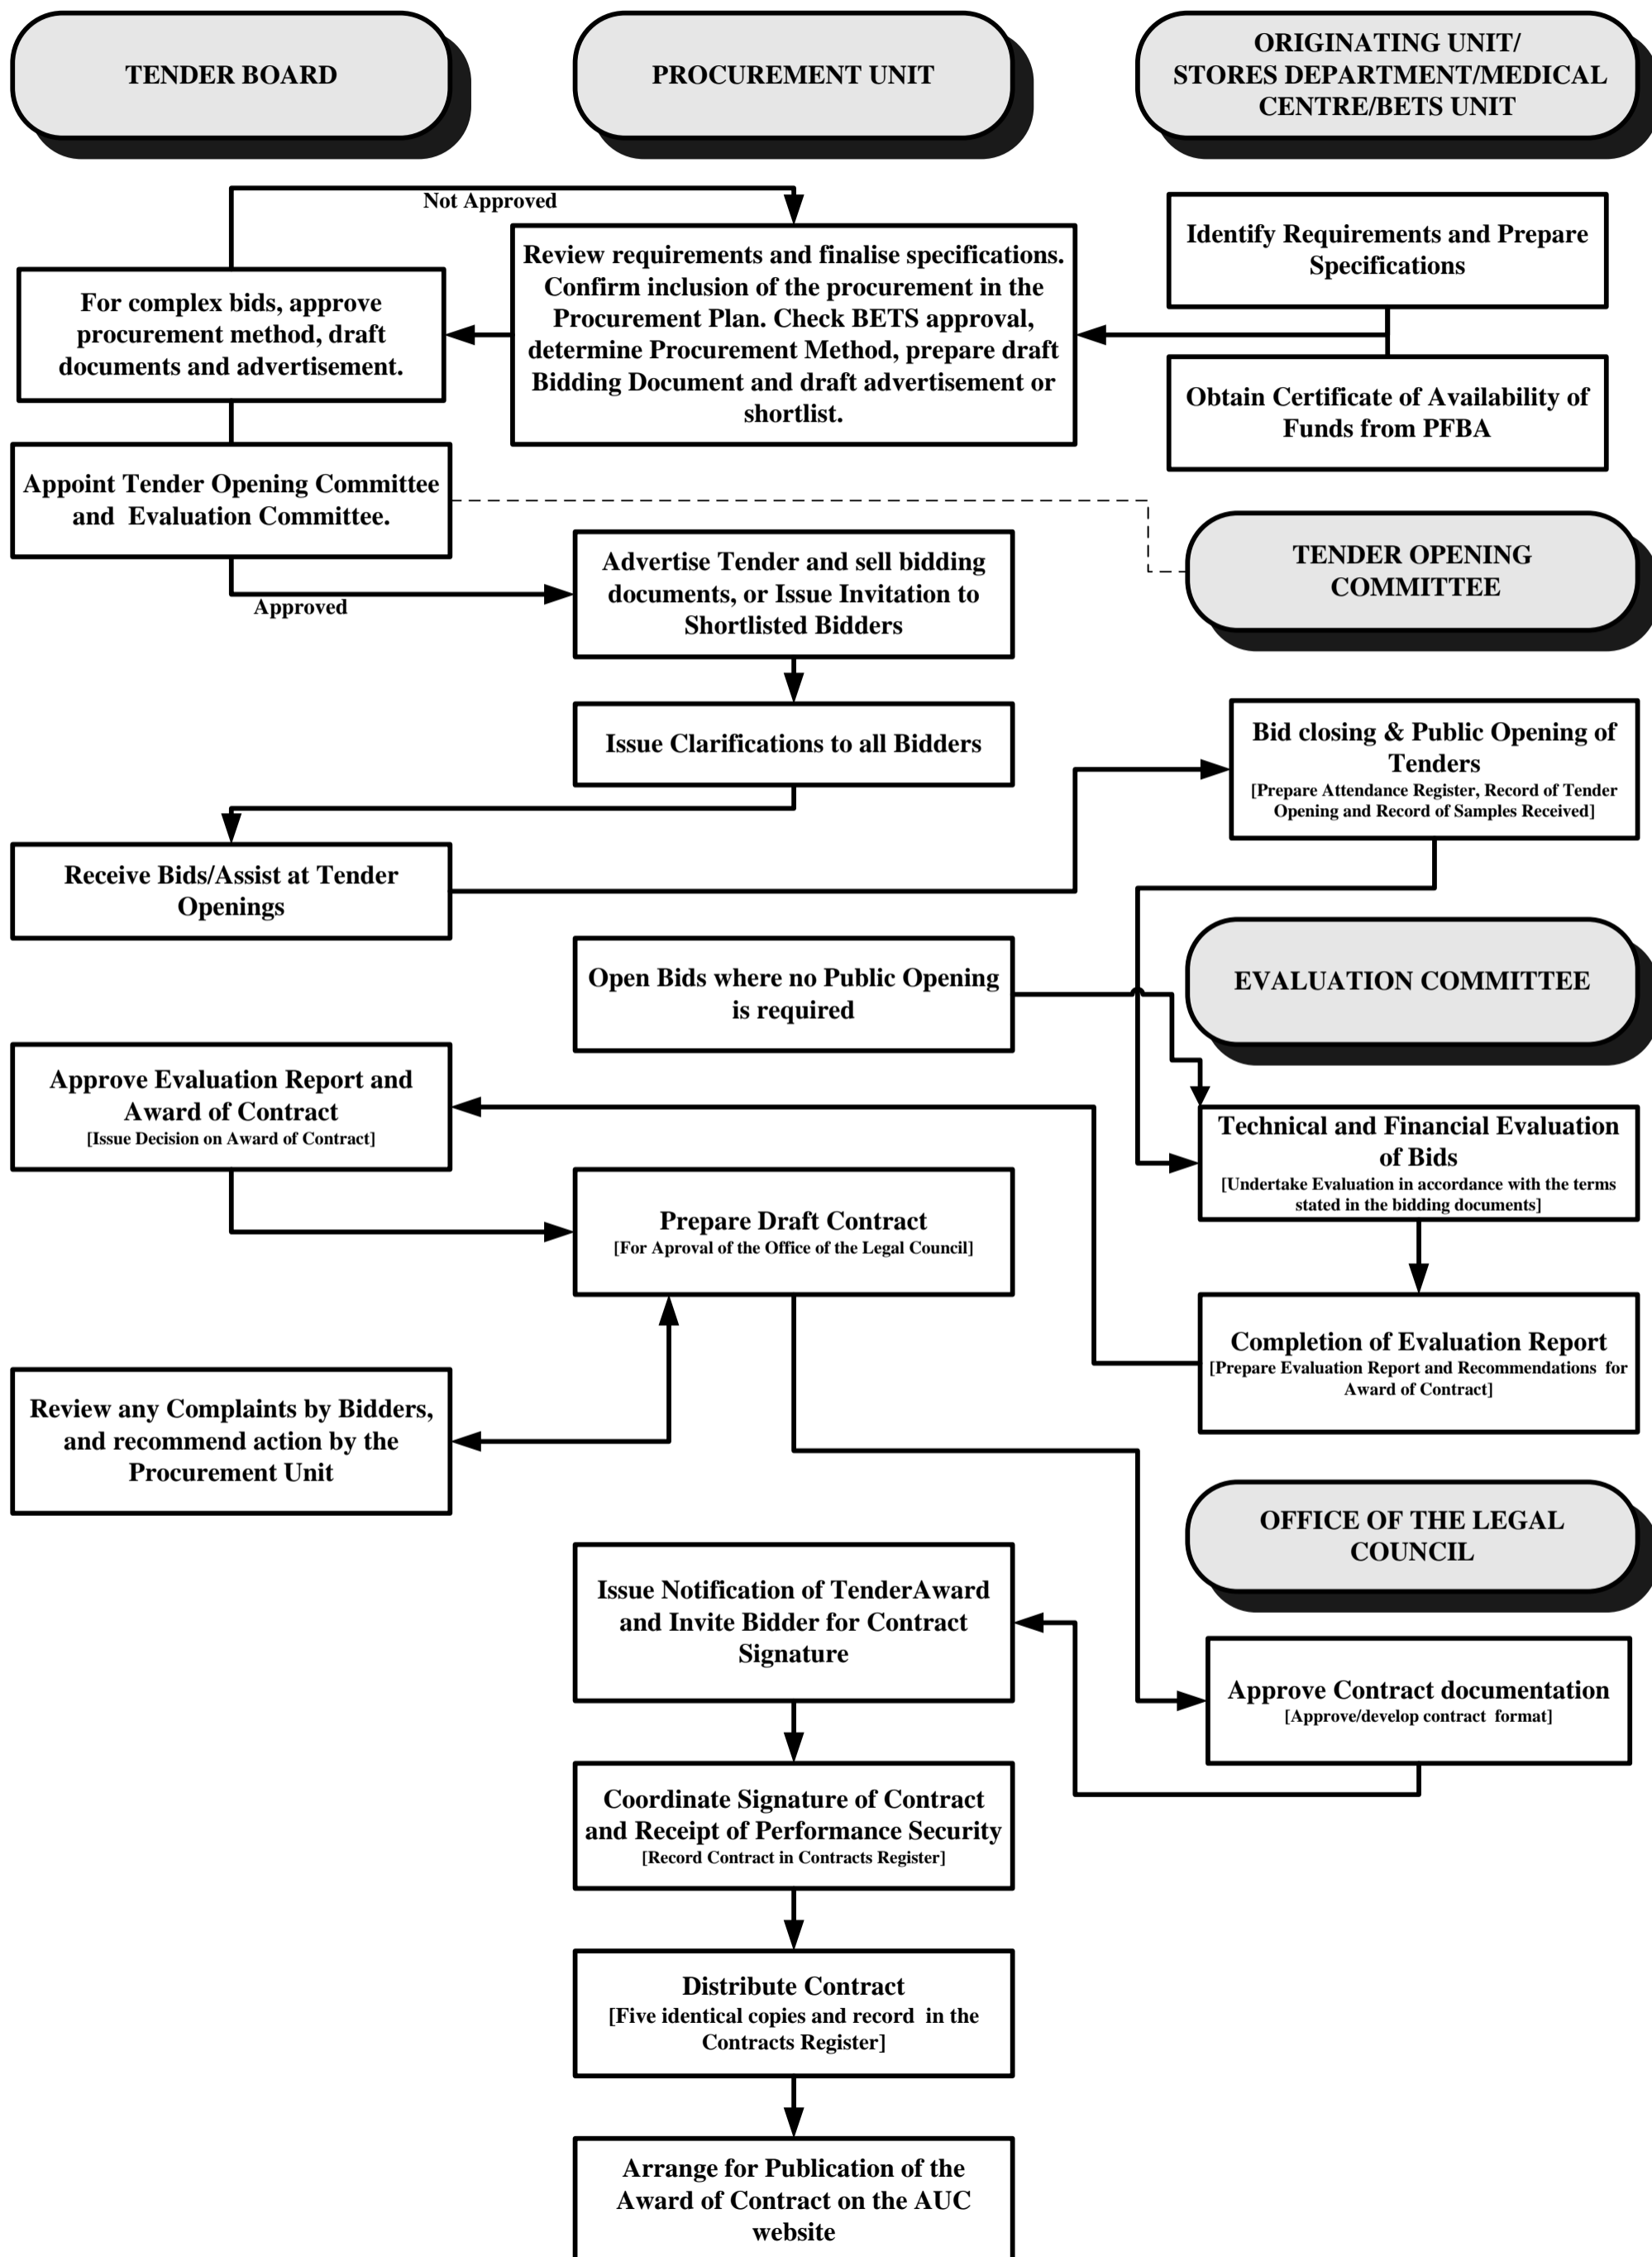 TENDER BOARD
PROCUREMENT UNIT
ORIGINATING UNIT/
STORES DEPARTMENT/MEDICAL
CENTRE/BETS UNIT
Not Approved
Identify Requirements and Prepare
Specifications
Review requirements and finalise specifications.
Confirm inclusion of the procurement in the
Procurement Plan. Check BETS approval,
determine Procurement Method, prepare draft
Bidding Document and draft advertisement or
shortlist.
For complex bids, approve
procurement method, draft
documents and advertisement.
Obtain Certificate of Availability of
Funds from PFBA
Appoint Tender Opening Committee
and  Evaluation Committee.
Approved
Advertise Tender and sell bidding
documents, or Issue Invitation to
Shortlisted Bidders
TENDER OPENING
COMMITTEE
Issue Clarifications to all Bidders
Bid closing & Public Opening of
Tenders
[Prepare Attendance Register, Record of Tender
Opening and Record of Samples Received]
Receive Bids/Assist at Tender
Openings
Open Bids where no Public Opening
is required
EVALUATION COMMITTEE
Approve Evaluation Report and
Award of Contract
[Issue Decision on Award of Contract]
Technical and Financial Evaluation
of Bids
[Undertake Evaluation in accordance with the terms
stated in the bidding documents]
Prepare Draft Contract
[For Aproval of the Office of the Legal Council]
Completion of Evaluation Report
[Prepare Evaluation Report and Recommendations  for
Award of Contract]
Review any Complaints by Bidders,
and recommend action by the
Procurement Unit
OFFICE OF THE LEGAL
COUNCIL
Issue Notification of TenderAward
and Invite Bidder for Contract
Signature
Approve Contract documentation
[Approve/develop contract  format]
Coordinate Signature of Contract
and Receipt of Performance Security
[Record Contract in Contracts Register]
Distribute Contract
[Five identical copies and record  in the
Contracts Register]
Arrange for Publication of the
Award of Contract on the AUC
website